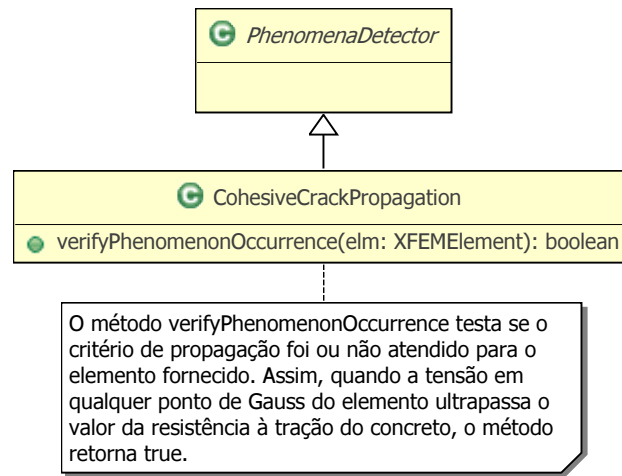 C PhenomenaDetector
C CohesiveCrackPropagation
verifyPhenomenonOccurrence(elm: XFEMElement): boolean
O método verifyPhenomenonOccurrence testa se o
critério de propagação foi ou não atendido para o
elemento fornecido. Assim, quando a tensão em
qualquer ponto de Gauss do elemento ultrapassa o
valor da resistência à tração do concreto, o método
retorna true.